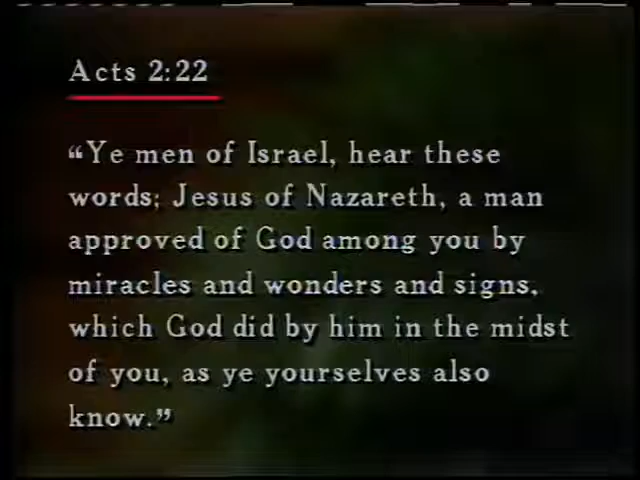 Acts 2:22
“Ye men of Israel, hear these
words; Jesus of Nazareth, a man
approved of God among you by
miracles and wonders and signs,
which God did by him in the midst
of you, as ye yourselves also
know.”